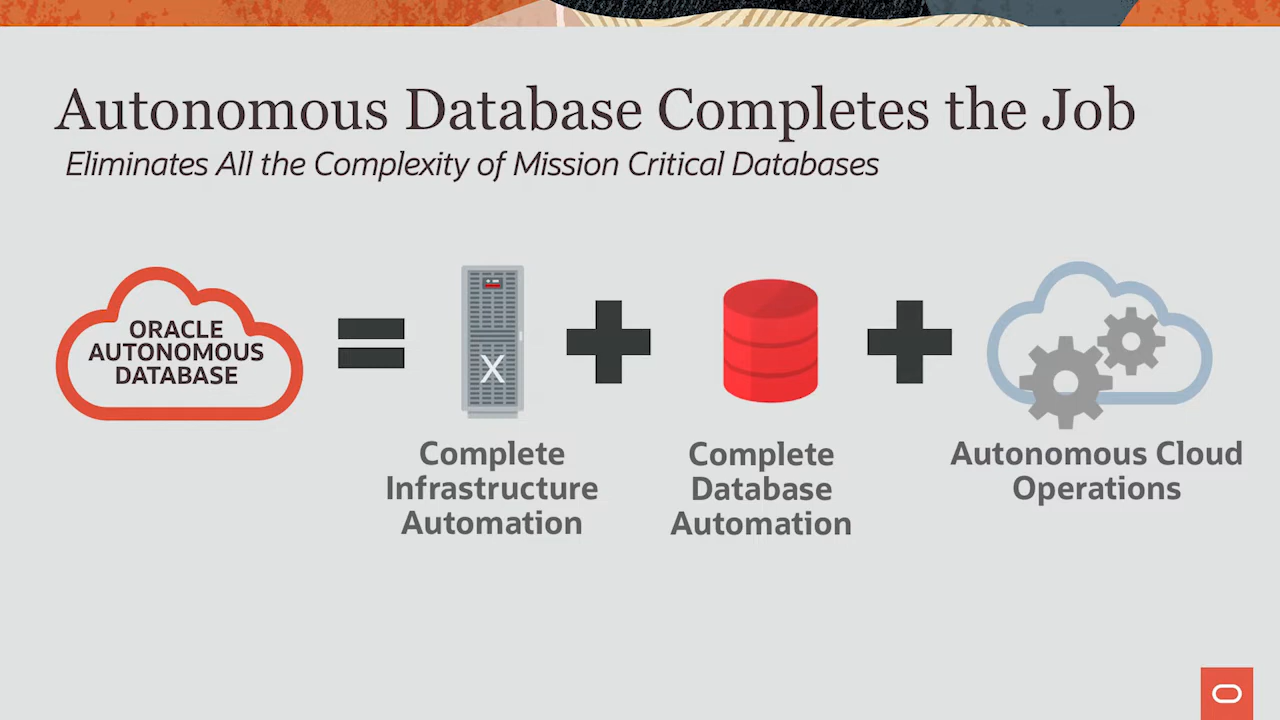 Autonomous Database Completes the Job
Eliminates All the Complexity of Mission Critical Databases
ORACLE
AUTONOMOUS
DATABASE
X
Complete
Infrastructure
Automation
Complete
Database
Automation
Autonomous Cloud
Operations